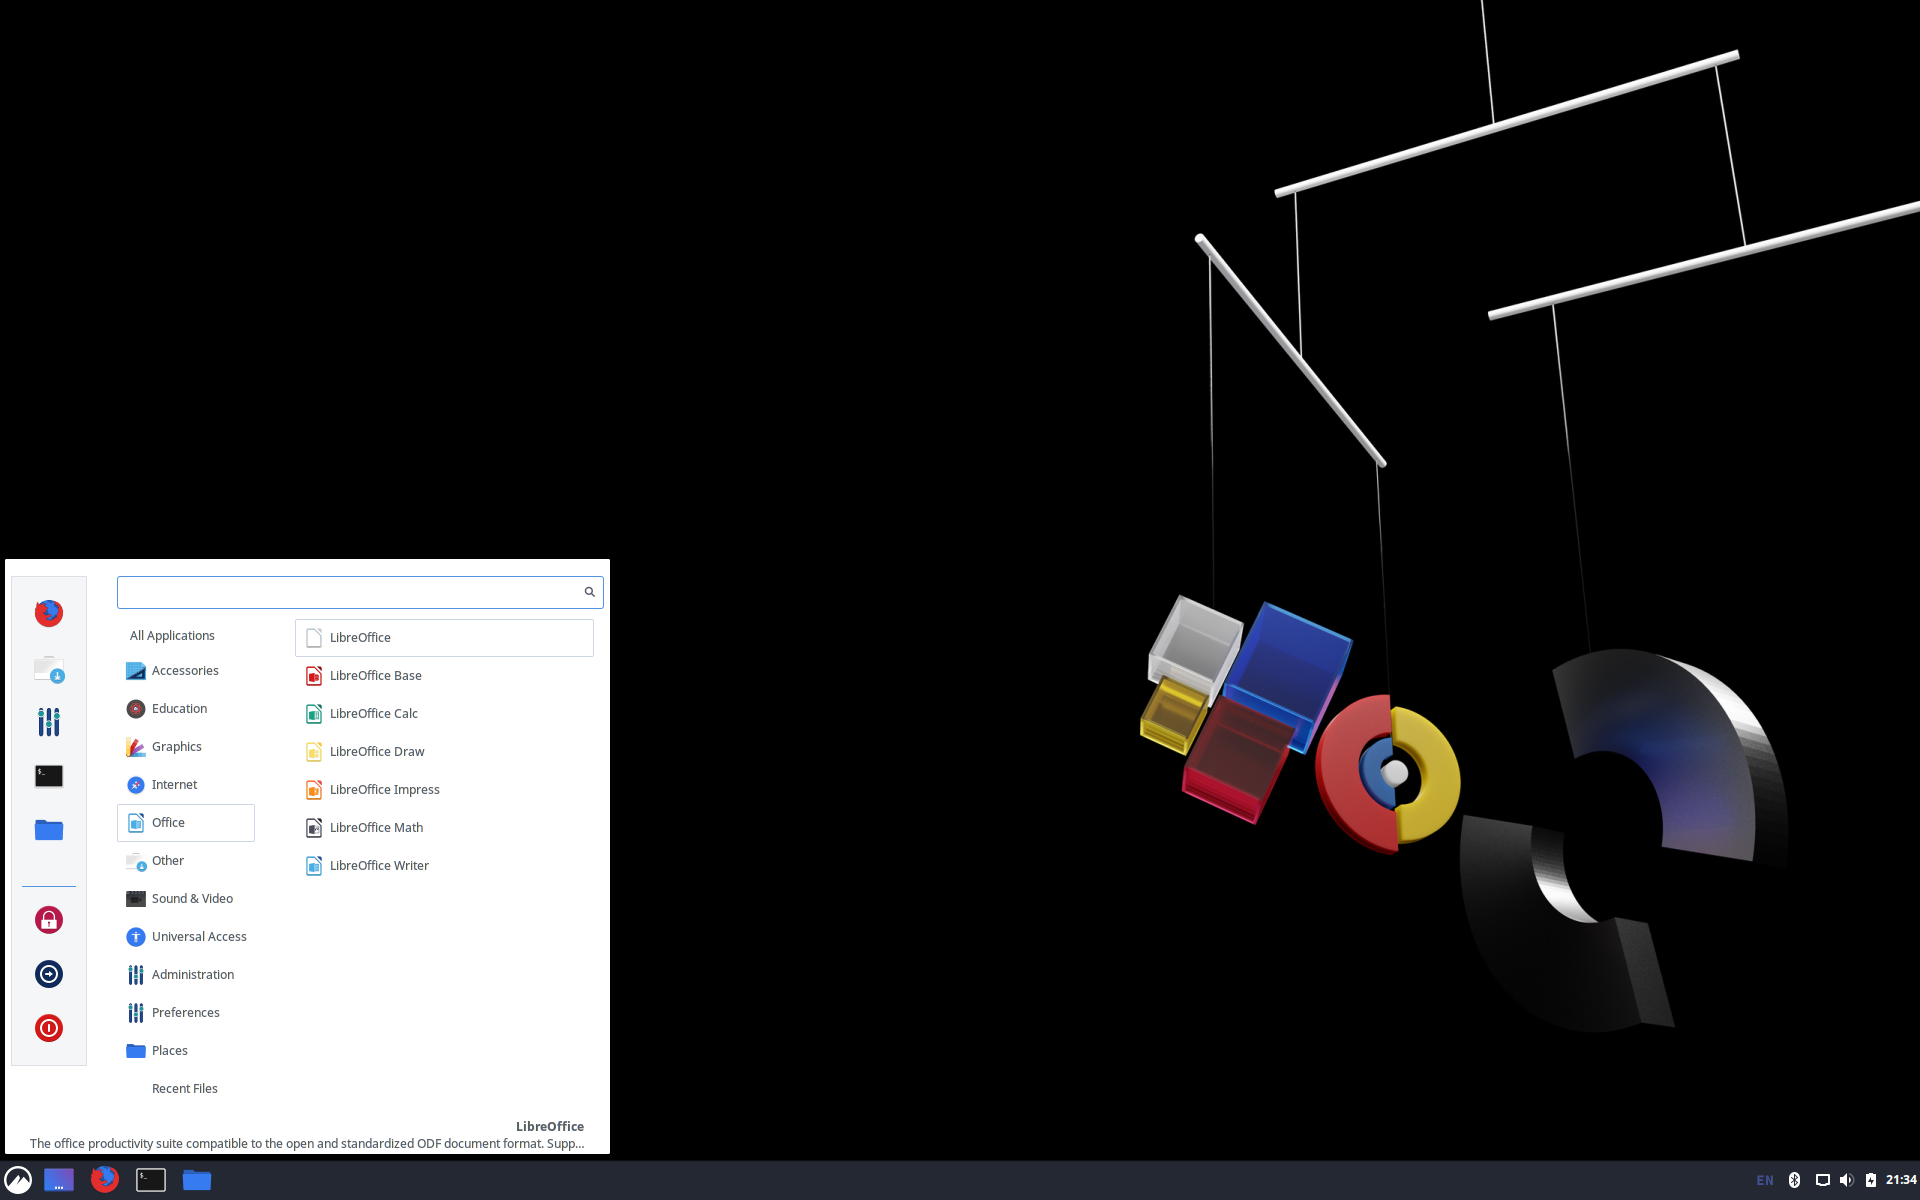 All Applications
Accessories
Education
Graphics
Internet
Office
Other
Sound & Video
Universal Access
Administration
Preferences
Places
Recent Files
LibreOffice
LibreOffice Base
LibreOffice Calc
LibreOffice Draw
LibreOffice Impress
LibreOffice Math
LibreOffice Writer
LibreOffice
The office productivity suite compatible to the open and standardized ODF document format. Supp...
EN
21:34